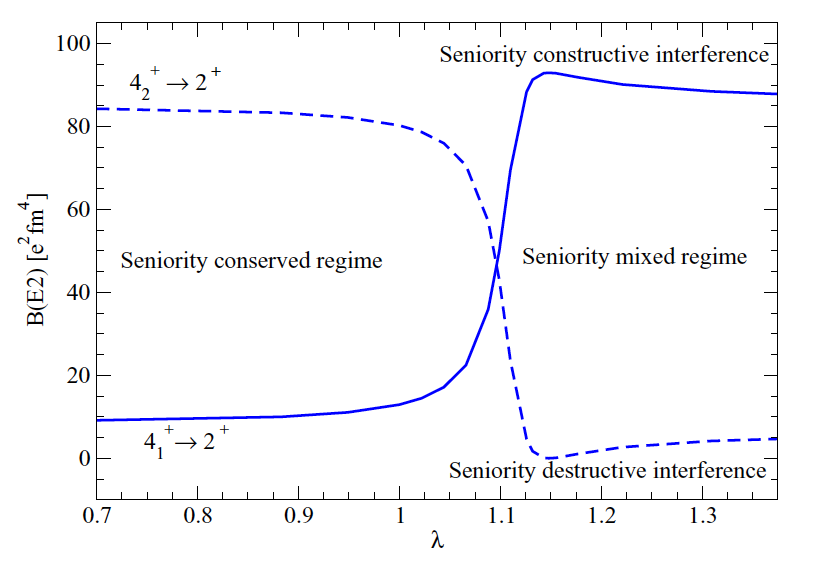 100
80
60
40
20
0
B(E2) [e²fm⁴]
Seniority constructive interference
4₂⁺ → 2⁺
Seniority conserved regime
Seniority mixed regime
4₁⁺→ 2⁺
Seniority destructive interference
0.7 0.8 0.9 1 1.1 1.2 1.3
λ